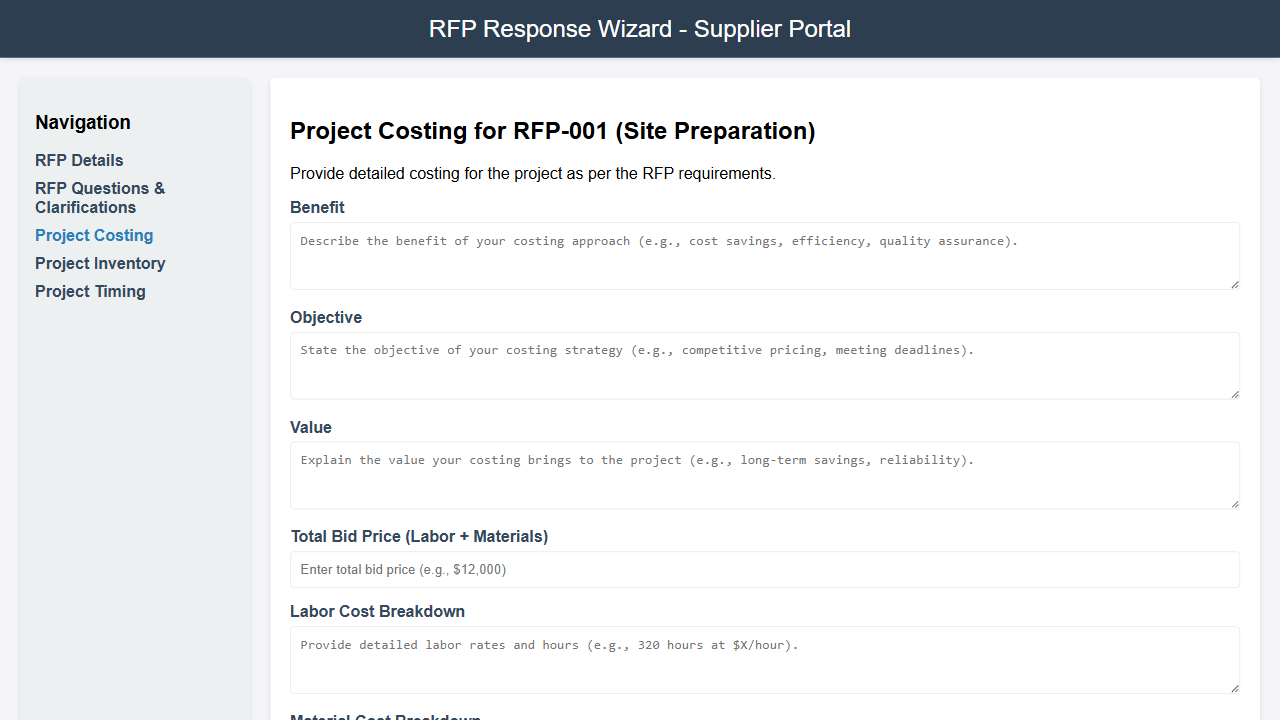 RFP Response Wizard - Supplier Portal
Navigation
RFP Details
RFP Questions &
Clarifications
Project Costing
Project Inventory
Project Timing
Project Costing for RFP-001 (Site Preparation)
Provide detailed costing for the project as per the RFP requirements.
Benefit
Describe the benefit of your costing approach (e.g., cost savings, efficiency, quality assurance).
Objective
State the objective of your costing strategy (e.g., competitive pricing, meeting deadlines).
Value
Explain the value your costing brings to the project (e.g., long-term savings, reliability).
Total Bid Price (Labor + Materials)
Enter total bid price (e.g., $12,000)
Labor Cost Breakdown
Provide detailed labor rates and hours (e.g., 320 hours at $X/hour).
Material Cost Breakdown